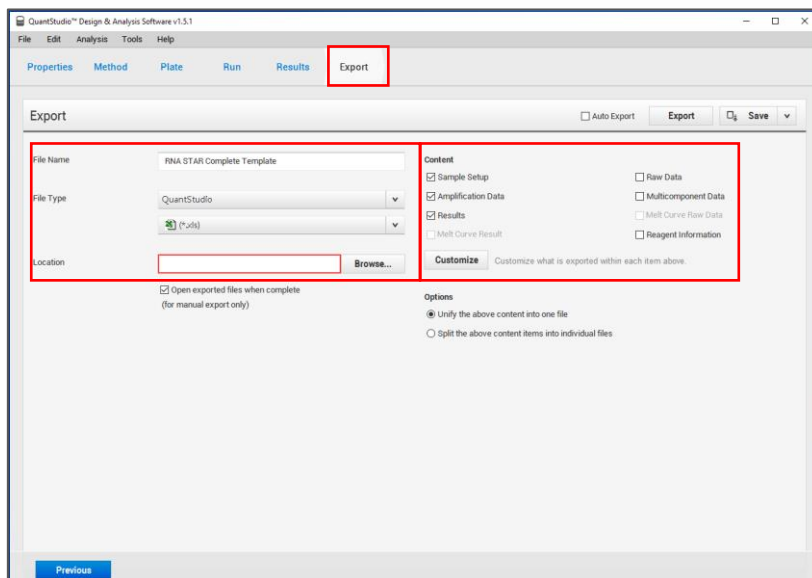 QuantStudio™ Design & Analysis Software v1.5.1
File Edit Analysis Tools Help
Properties Method Plate Run Results Export
Export
Auto Export Export Save
File Name RNA STAR Complete Template
File Type QuantStudio
(*.xls)
Location Browse...
Open exported files when complete
(for manual export only)
Content
Sample Setup Raw Data
Amplification Data Multicomponent Data
Results Melt Curve Raw Data
Melt Curve Result Reagent Information
Customize Customize what is exported within each item above.
Options
Unify the above content into one file
Split the above content items into individual files
Previous